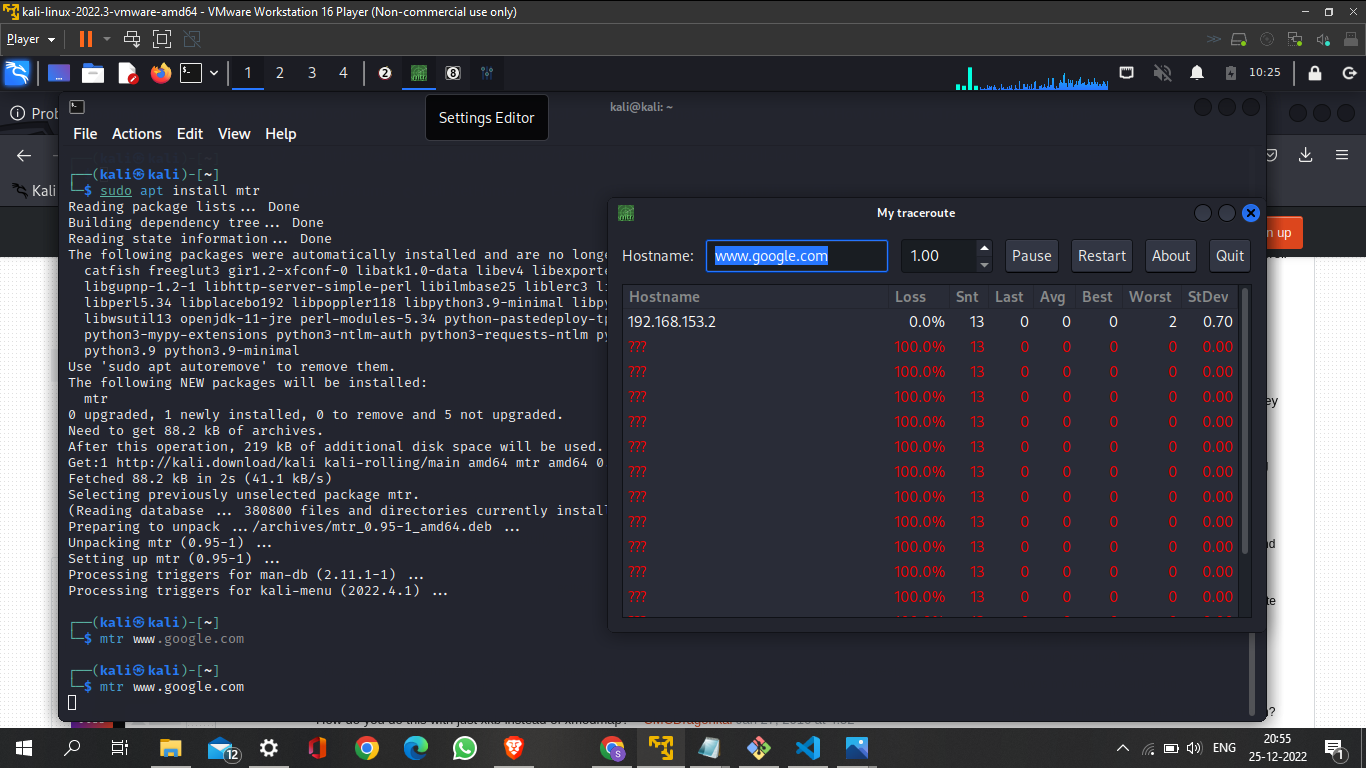 kali-linux-2022.3-vmware-amd64 - VMware Workstation 16 Player (Non-commercial use only)
Player
1 2 3 4
10:25
Prob
kali@kali: ~
Settings Editor
File Actions Edit View Help
Kali
┌──(kali㉿kali)-[~]
└─$ sudo apt install mtr
Reading package lists... Done
Building dependency tree... Done
Reading state information... Done
The following packages were automatically installed and are no longe
catfish freeglut3 gir1.2-xfconf-0 libatk1.0-data libev4 libexporte
libgupnp-1.2-1 libhttp-server-simple-perl libilmbase25 liblerc3 li
libperl5.34 libplacebo192 libpoppler118 libpython3.9-minimal libpy
libwsutil13 openjdk-11-jre perl-modules-5.34 python-pastedeploy-tp
python3-mypy-extensions python3-ntlm-auth python3-requests-ntlm py
python3.9 python3.9-minimal
Use 'sudo apt autoremove' to remove them.
The following NEW packages will be installed:
mtr
0 upgraded, 1 newly installed, 0 to remove and 5 not upgraded.
Need to get 88.2 kB of archives.
After this operation, 219 kB of additional disk space will be used.
Get:1 http://kali.download/kali kali-rolling/main amd64 mtr amd64 0
Fetched 88.2 kB in 2s (41.1 kB/s)
Selecting previously unselected package mtr.
(Reading database ... 380800 files and directories currently install
Preparing to unpack .../archives/mtr_0.95-1_amd64.deb ...
Unpacking mtr (0.95-1) ...
Setting up mtr (0.95-1) ...
Processing triggers for man-db (2.11.1-1) ...
Processing triggers for kali-menu (2022.4.1) ...
┌──(kali㉿kali)-[~]
└─$ mtr www.google.com
┌──(kali㉿kali)-[~]
└─$ mtr www.google.com
My traceroute
Hostname: www.google.com 1.00 Pause Restart About Quit
Hostname Loss Snt Last Avg Best Worst StDev
192.168.153.2 0.0% 13 0 0 0 2 0.70
??? 100.0% 13 0 0 0 0 0.00
??? 100.0% 13 0 0 0 0 0.00
??? 100.0% 13 0 0 0 0 0.00
??? 100.0% 13 0 0 0 0 0.00
??? 100.0% 13 0 0 0 0 0.00
??? 100.0% 13 0 0 0 0 0.00
??? 100.0% 13 0 0 0 0 0.00
??? 100.0% 13 0 0 0 0 0.00
??? 100.0% 13 0 0 0 0 0.00
??? 100.0% 13 0 0 0 0 0.00
??? 100.0% 13 0 0 0 0 0.00
n up
ey
nd
te
n?
12
ENG
20:55
25-12-2022
1